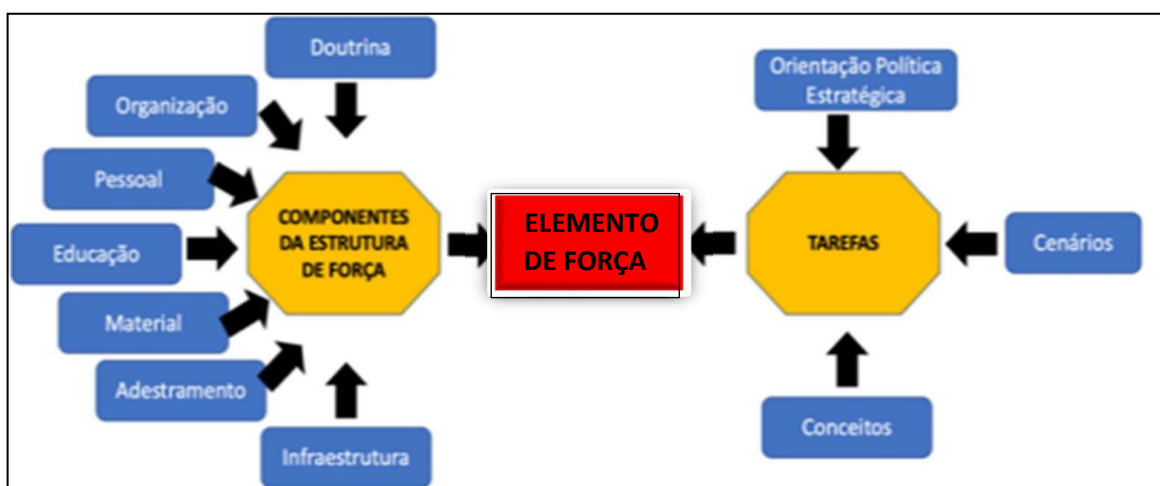 Doutrina
Organização
Pessoal
Educação
Material
Adestramento
Infraestrutura
COMPONENTES
DA ESTRUTURA
DE FORÇA
ELEMENTO
DE FORÇA
Orientação Política
Estratégica
TAREFAS
Cenários
Conceitos